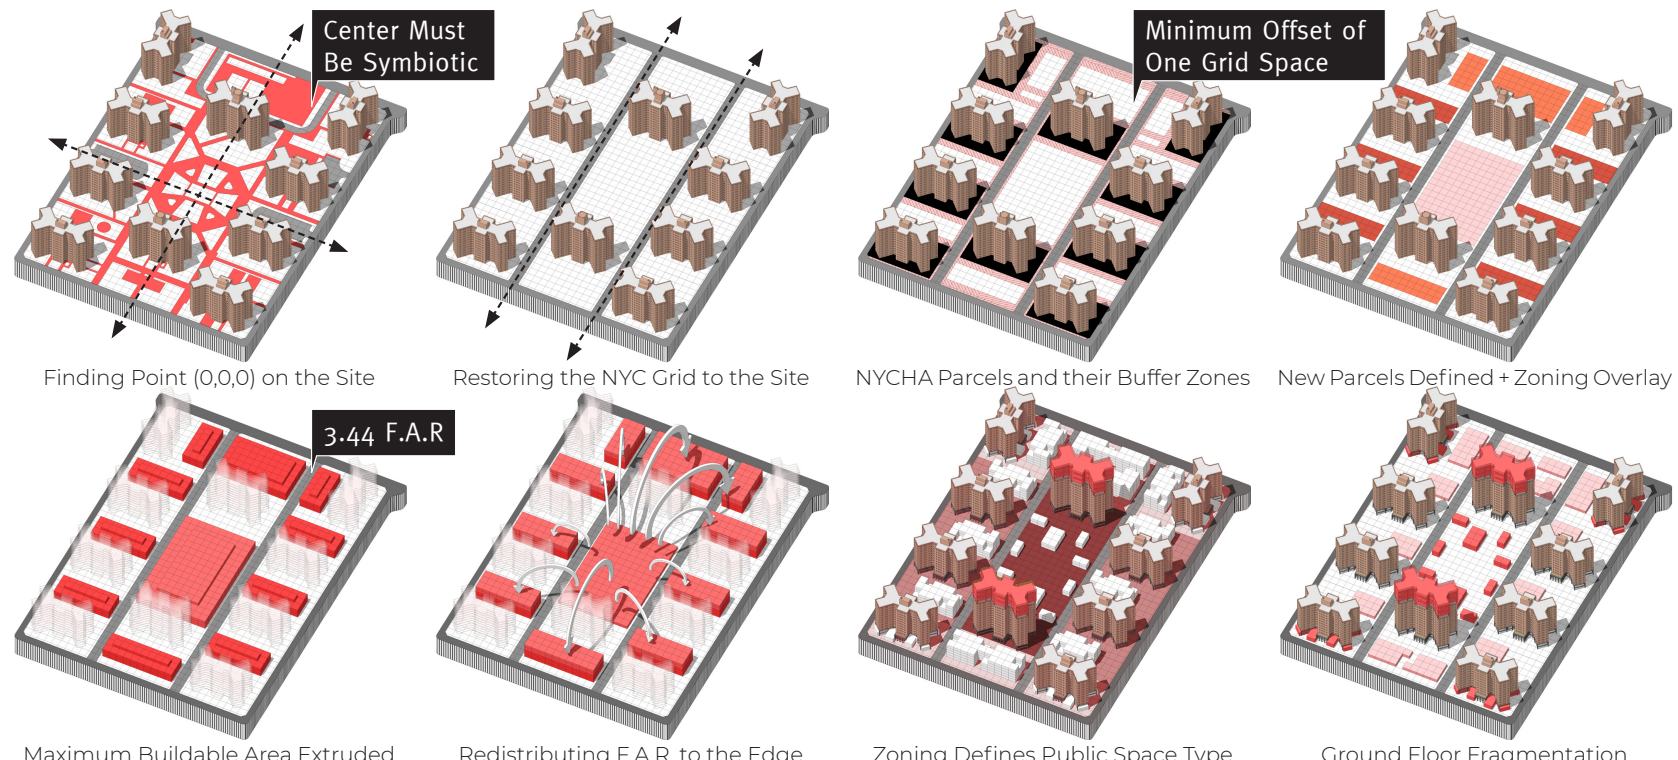 Center Must
Be Symbiotic
Minimum Offset of
One Grid Space
Finding Point (0,0,0) on the Site
Restoring the NYC Grid to the Site
NYCHA Parcels and their Buffer Zones
New Parcels Defined + Zoning Overlay
3.44 F.A.R
Maximum Buildable Area Extruded
Redistributing F.A.R. to the Edge
Zoning Defines Public Space Type
Ground Floor Fragmentation